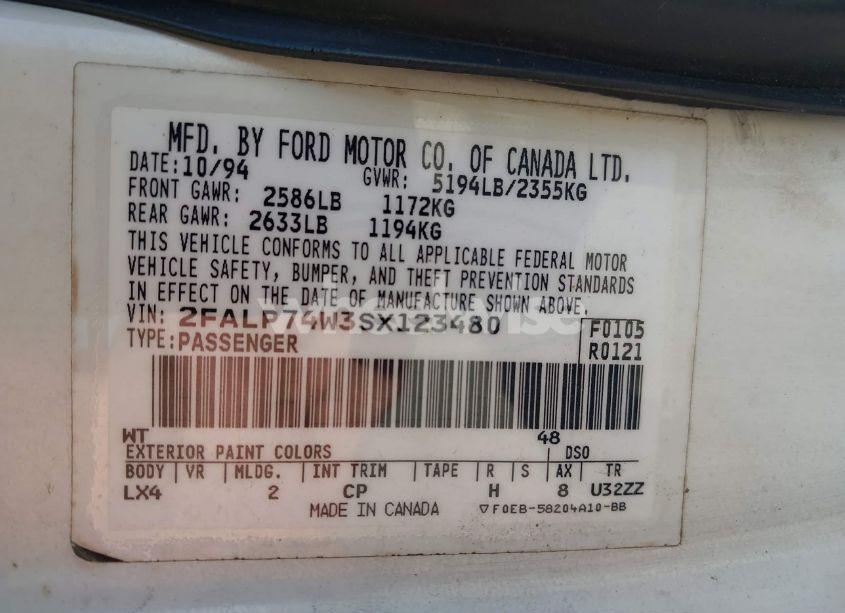 MFD. BY FORD MOTOR CO. OF CANADA LTD.
DATE: 10/94 GVWR: 5194LB/2355KG
FRONT GAWR: 2586LB 1172KG
REAR GAWR: 2633LB 1194KG
THIS VEHICLE CONFORMS TO ALL APPLICABLE FEDERAL MOTOR
VEHICLE SAFETY, BUMPER, AND THEFT PREVENTION STANDARDS
IN EFFECT ON THE DATE OF MANUFACTURE SHOWN ABOVE.
VIN: 2FALP74W3SX123480 F0105
TYPE: PASSENGER R0121
WT 48
EXTERIOR PAINT COLORS DSO
BODY VR MLDG. INT TRIM TAPE R S AX TR
LX4 2 CP H 8 U32ZZ
MADE IN CANADA ▽F0EB-58204A10-BB